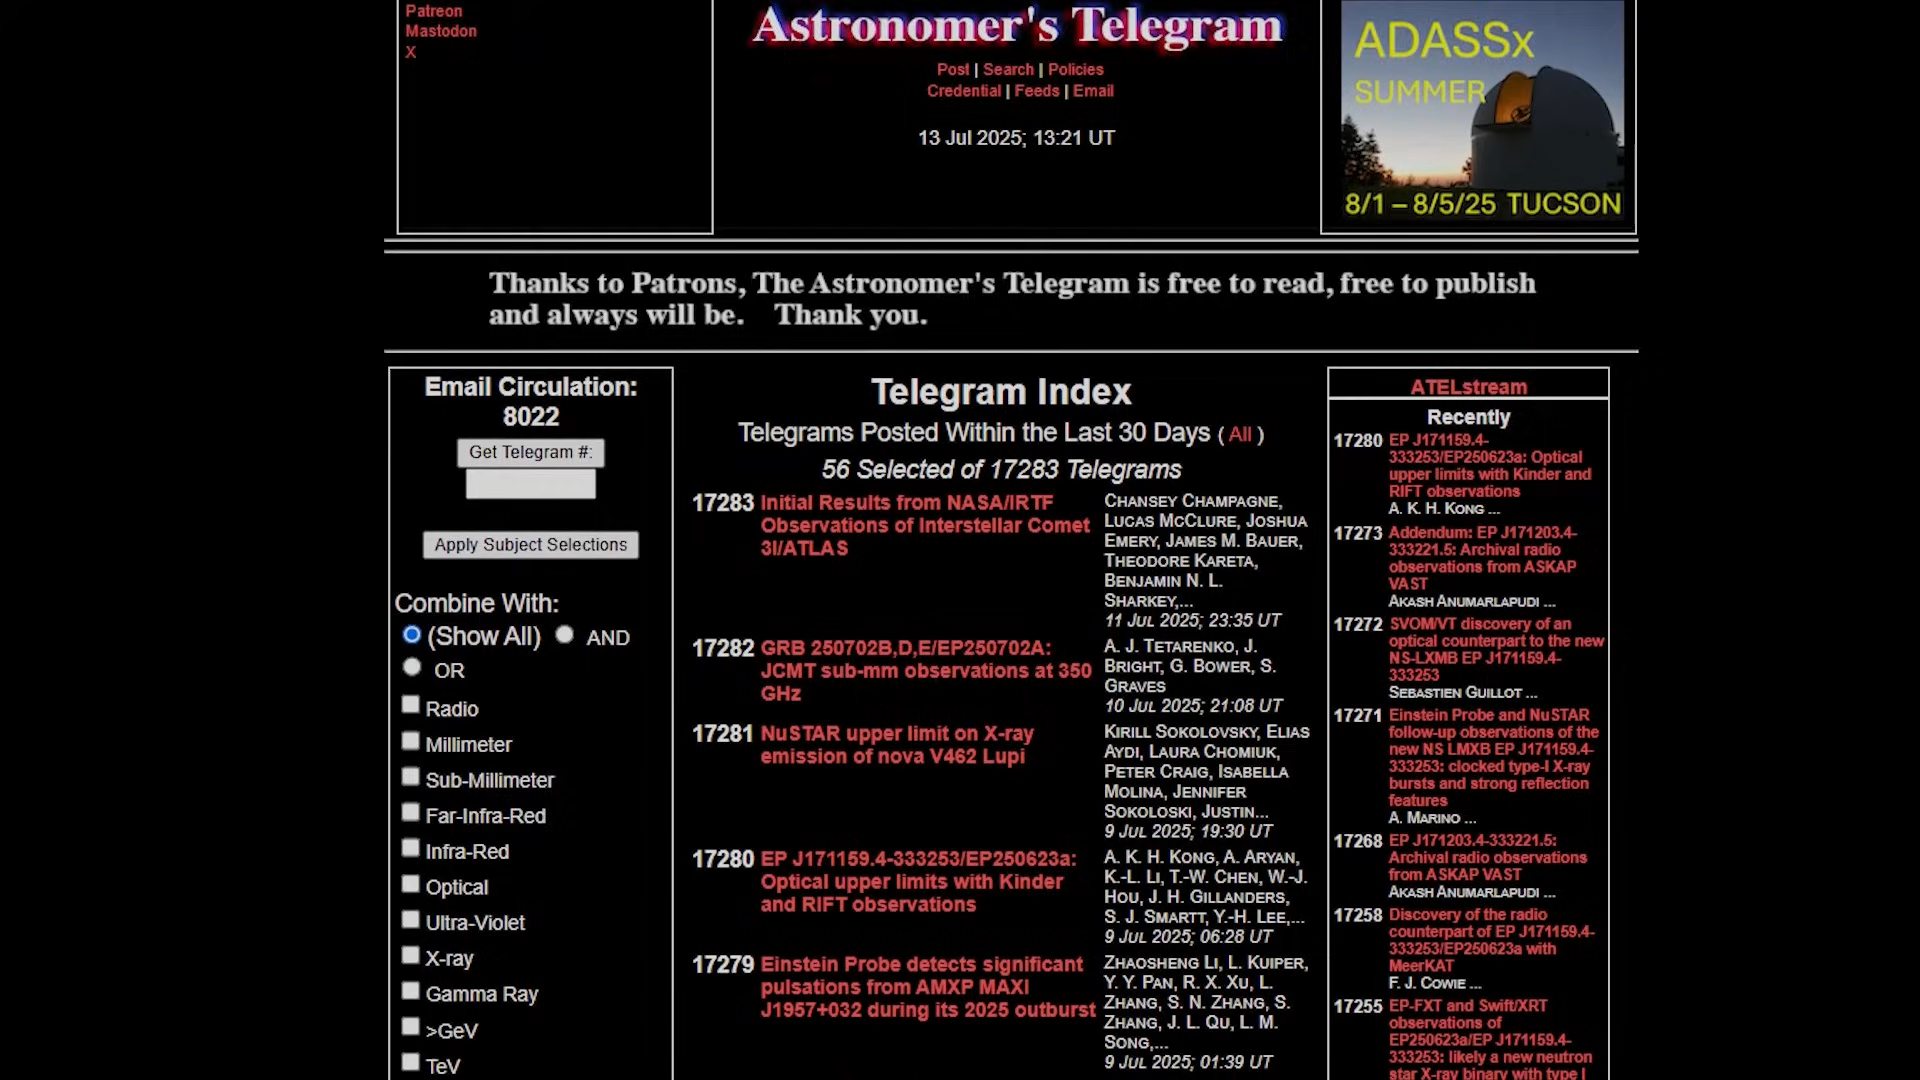 Patreon
Mastodon
X
Astronomer's Telegram
Post | Search | Policies
Credential | Feeds | Email
13 Jul 2025; 13:21 UT
ADASSx
SUMMER
8/1 – 8/5/25 TUCSON
Thanks to Patrons, The Astronomer's Telegram is free to read, free to publish
and always will be. Thank you.
Email Circulation:
8022
Get Telegram #:
Apply Subject Selections
Combine With:
(Show All) AND
OR
Radio
Millimeter
Sub-Millimeter
Far-Infra-Red
Infra-Red
Optical
Ultra-Violet
X-ray
Gamma Ray
>GeV
TeV
Telegram Index
Telegrams Posted Within the Last 30 Days ( All )
56 Selected of 17283 Telegrams
17283 Initial Results from NASA/IRTF
Observations of Interstellar Comet
3I/ATLAS
CHANSEY CHAMPAGNE,
LUCAS MCCLURE, JOSHUA
EMERY, JAMES M. BAUER,
THEODORE KARETA,
BENJAMIN N. L.
SHARKEY,...
11 JUL 2025; 23:35 UT
17282 GRB 250702B,D,E/EP250702A:
JCMT sub-mm observations at 350
GHz
A. J. TETARENKO, J.
BRIGHT, G. BOWER, S.
GRAVES
10 JUL 2025; 21:08 UT
17281 NuSTAR upper limit on X-ray
emission of nova V462 Lupi
KIRILL SOKOLOVSKY, ELIAS
AYDI, LAURA CHOMIUK,
PETER CRAIG, ISABELLA
MOLINA, JENNIFER
SOKOLOSKI, JUSTIN...
9 JUL 2025; 19:30 UT
17280 EP J171159.4-333253/EP250623a:
Optical upper limits with Kinder
and RIFT observations
A. K. H. KONG, A. ARYAN,
K.-L. LI, T.-W. CHEN, W.-J.
HOU, J. H. GILLANDERS,
S. J. SMARTT, Y.-H. LEE,...
9 JUL 2025; 06:28 UT
17279 Einstein Probe detects significant
pulsations from AMXP MAXI
J1957+032 during its 2025 outburst
ZHAOSHENG LI, L. KUIPER,
Y. Y. PAN, R. X. XU, L.
ZHANG, S. N. ZHANG, S.
ZHANG, J. L. QU, L. M.
SONG,...
9 JUL 2025; 01:39 UT
ATELstream
Recently
17280 EP J171159.4-
333253/EP250623a: Optical
upper limits with Kinder and
RIFT observations
A. K. H. KONG ...
17273 Addendum: EP J171203.4-
333221.5: Archival radio
observations from ASKAP
VAST
AKASH ANUMARLAPUDI ...
17272 SVOM/VT discovery of an
optical counterpart to the new
NS-LXMB EP J171159.4-
333253
SEBASTIEN GUILLOT ...
17271 Einstein Probe and NuSTAR
follow-up observations of the
new NS LMXB EP J171159.4-
333253: clocked type-I X-ray
bursts and strong reflection
features
A. MARINO ...
17268 EP J171203.4-333221.5:
Archival radio observations
from ASKAP VAST
AKASH ANUMARLAPUDI ...
17258 Discovery of the radio
counterpart of EP J171159.4-
333253/EP250623a with
MeerKAT
F. J. COWIE ...
17255 EP-FXT and Swift/XRT
observations of
EP250623a/EP J171159.4-
333253: likely a new neutron
star X-ray binary with type I